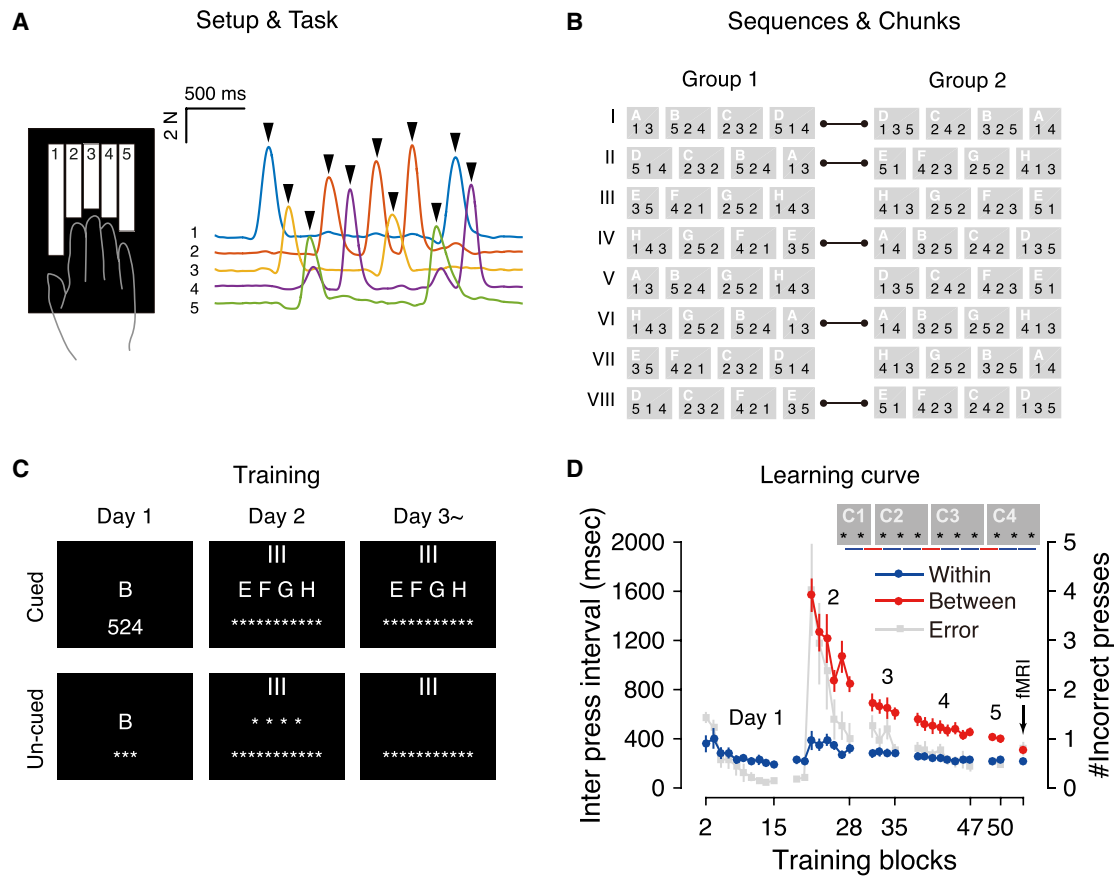 A
Setup & Task
500 ms
2 N
1 2 3 4 5
1
2
3
4
5
B
Sequences & Chunks
Group 1
Group 2
I
A B C D
1 3 5 2 4 2 3 2 5 1 4
D C B A
1 3 5 2 4 2 3 2 5 1 4
II
D C B A
5 1 4 2 3 2 5 2 4 1 3
E F G H
5 1 4 2 3 2 5 2 4 1 3
III
E F G H
3 5 4 2 1 2 5 2 1 4 3
H G F E
4 1 3 2 5 2 4 2 3 5 1
IV
H G F E
1 4 3 2 5 2 4 2 1 3 5
A B C D
1 4 3 2 5 2 4 2 1 3 5
V
A B G H
1 3 5 2 4 2 5 2 1 4 3
D C F E
1 3 5 2 4 2 4 2 3 5 1
VI
H G B A
1 4 3 2 5 2 5 2 4 1 3
A B G H
1 4 3 2 5 2 5 2 4 1 3
VII
E F C D
3 5 4 2 1 2 3 2 5 1 4
H G B A
4 1 3 2 5 2 3 2 5 1 4
VIII
D C F E
5 1 4 2 3 2 4 2 1 3 5
E F C D
5 1 4 2 3 2 4 2 1 3 5
C
Training
Day 1
Day 2
Day 3~
Cued
B
524
III
E F G H
***********
III
E F G H
***********
Un-cued
B
***
III
* * * *
***********
III
***********
D
Learning curve
C1 C2 C3 C4
* * * * * * * * * * *
Inter press interval (msec)
2000
1600
1200
800
400
0
#Incorrect presses
5
4
3
2
1
0
Within
Between
Error
Day 1
2
3
4
5
fMRI
2 15 28 35 47 50
Training blocks